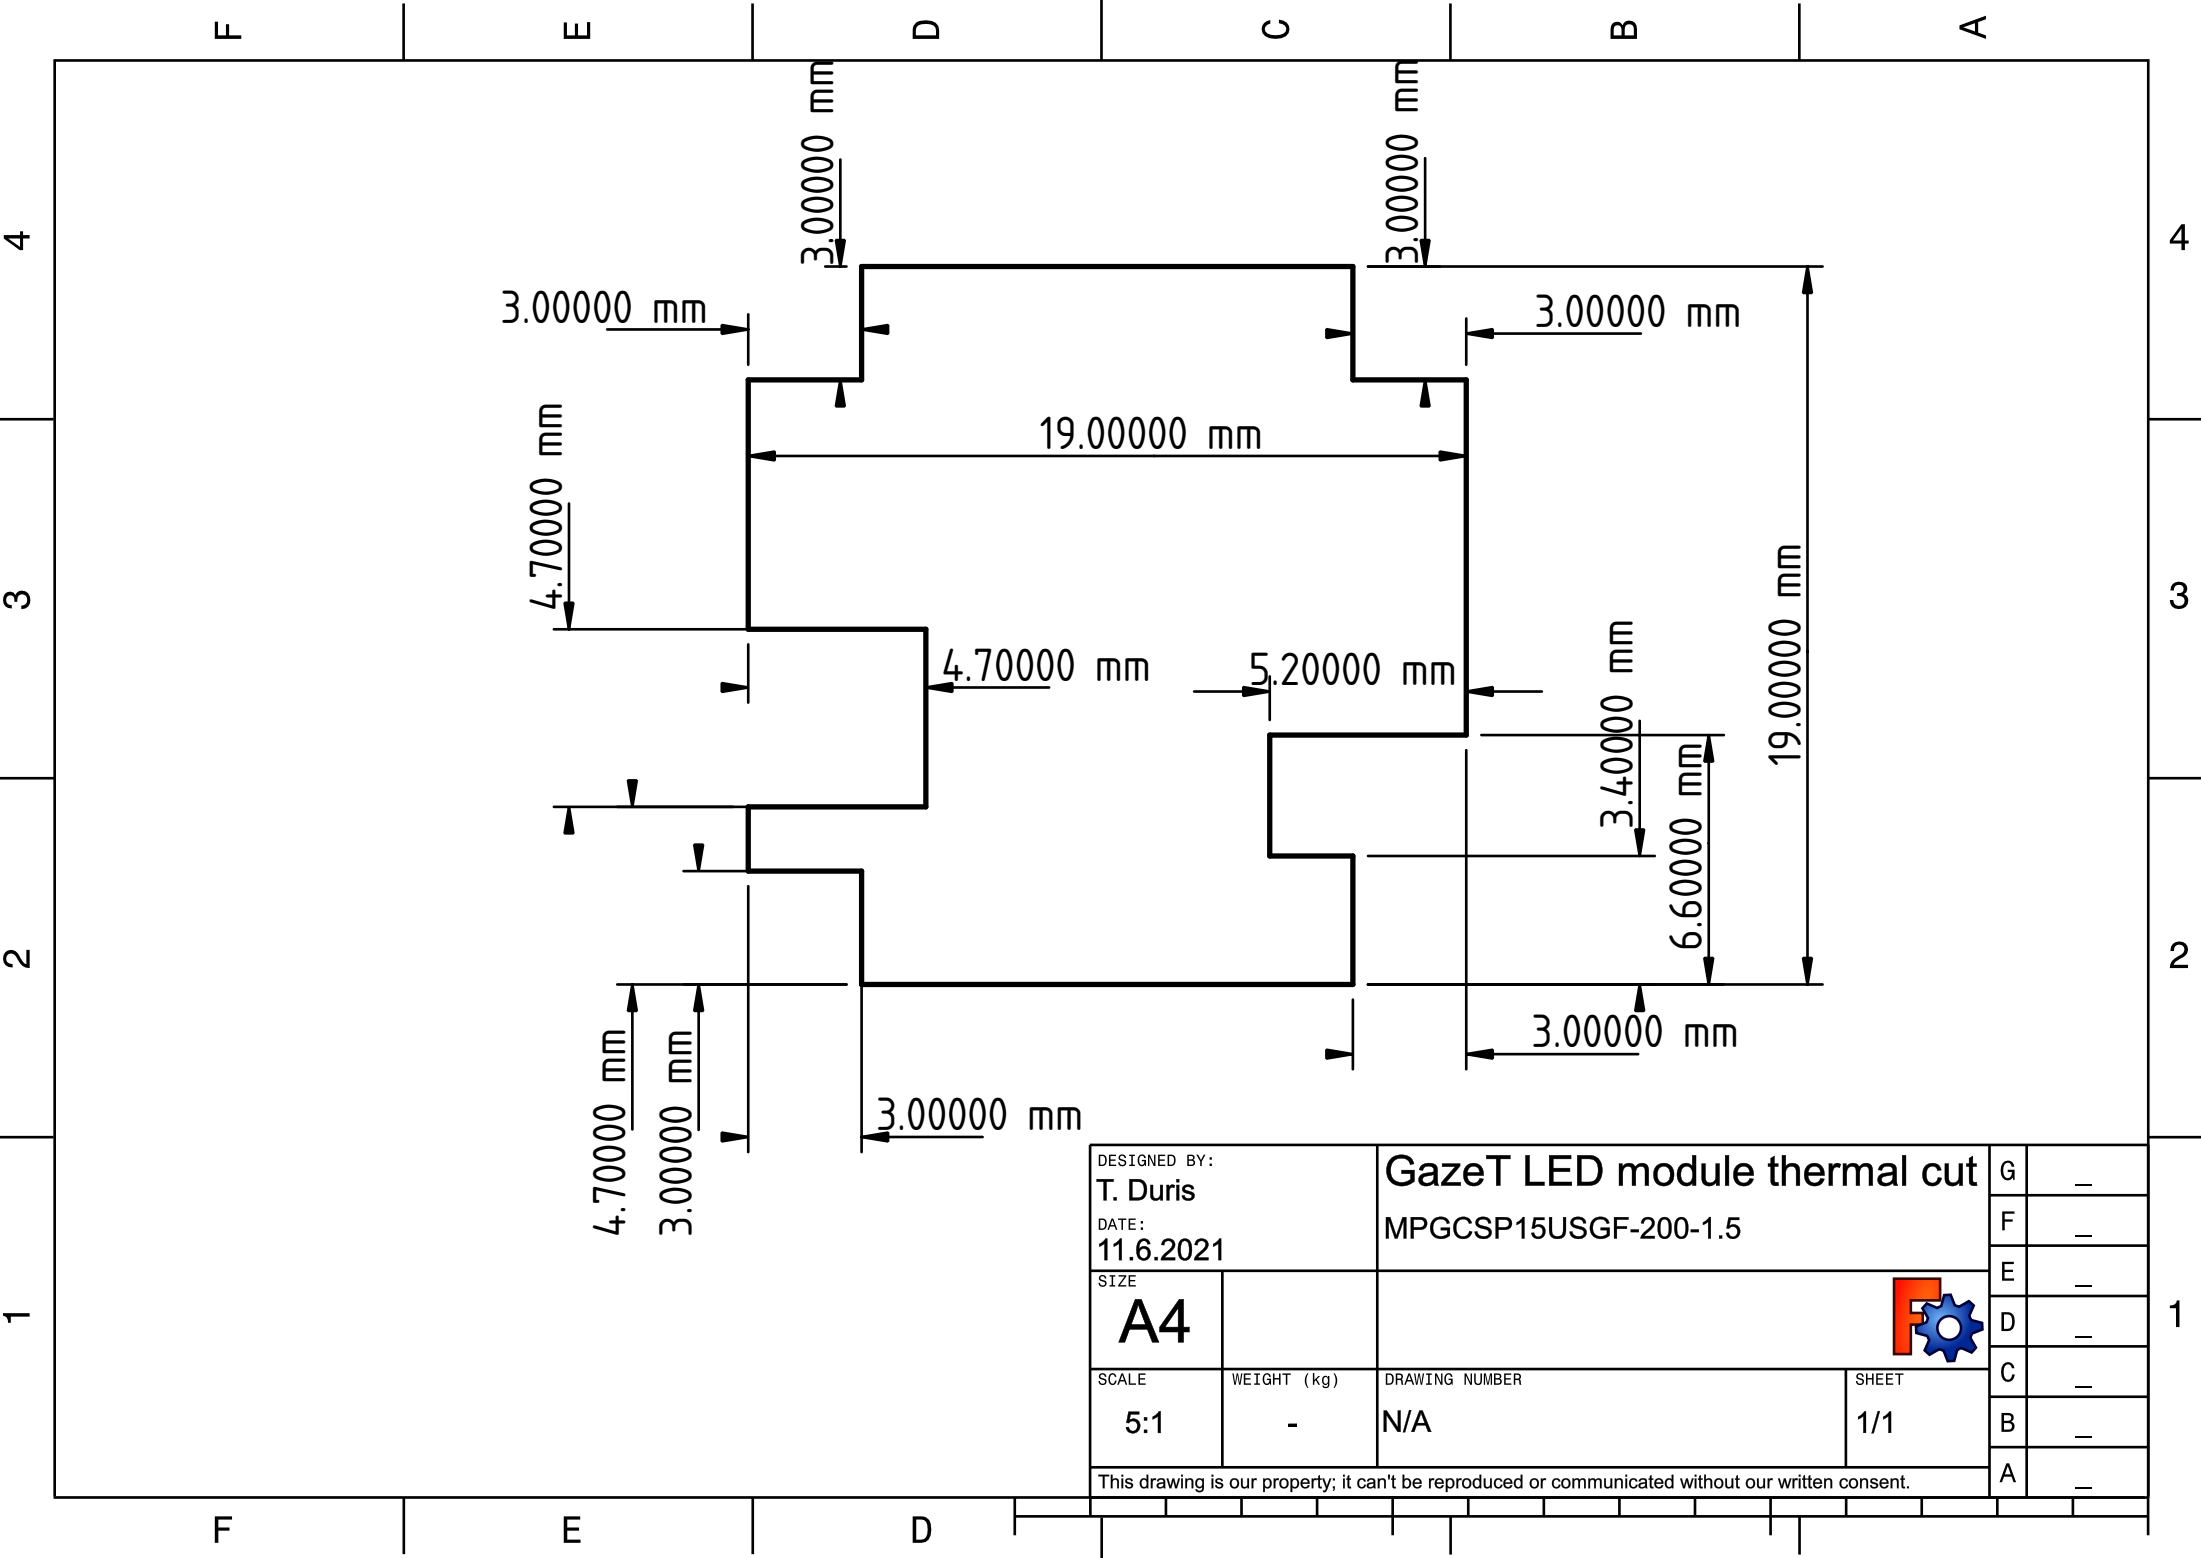 F E D C B A
3.00000 mm
3.00000 mm
4
4
3.00000 mm
3.00000 mm
4.70000 mm
19.00000 mm
3
3
19.00000 mm
4.70000 mm
5.20000 mm
3.40000 mm
6.60000 mm
2
2
3.00000 mm
4.70000 mm
3.00000 mm
3.00000 mm
1
1
DESIGNED BY:
T. Duris
DATE:
11.6.2021
GazeT LED module thermal cut
MPGCSP15USGF-200-1.5
SIZE
A4
SCALE
5:1
WEIGHT (kg)
-
DRAWING NUMBER
N/A
SHEET
1/1
G _
F _
E _
D _
C _
B _
A _
This drawing is our property; it can't be reproduced or communicated without our written consent.
F E D